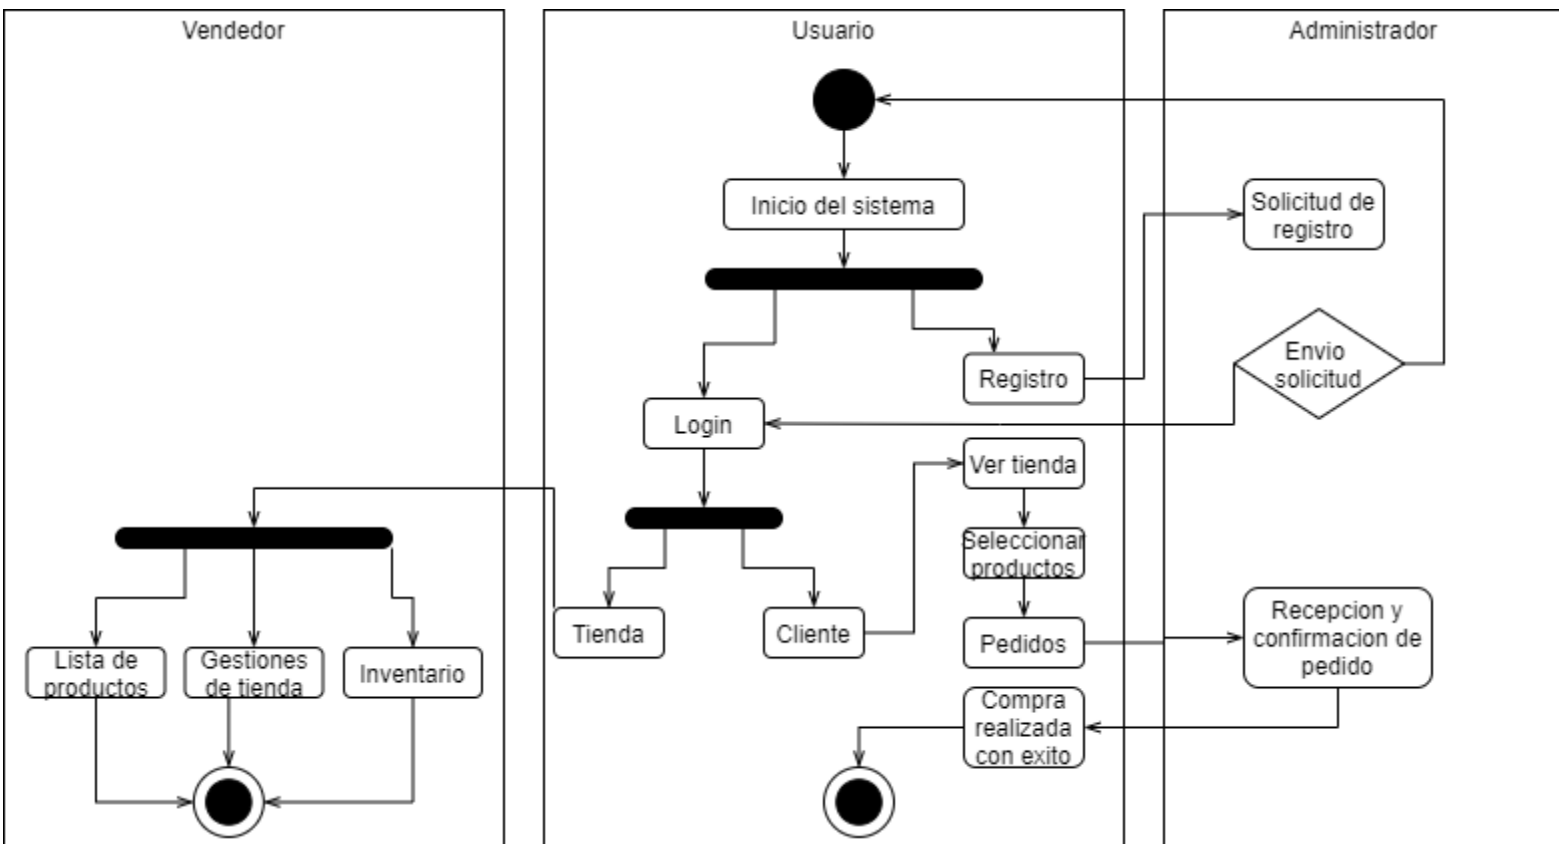 Vendedor
Usuario
Administrador
Inicio del sistema
Solicitud de
registro
Envio
solicitud
Registro
Login
Ver tienda
Seleccionar
productos
Tienda
Cliente
Pedidos
Recepcion y
confirmacion de
pedido
Lista de
productos
Gestiones
de tienda
Inventario
Compra
realizada
con exito